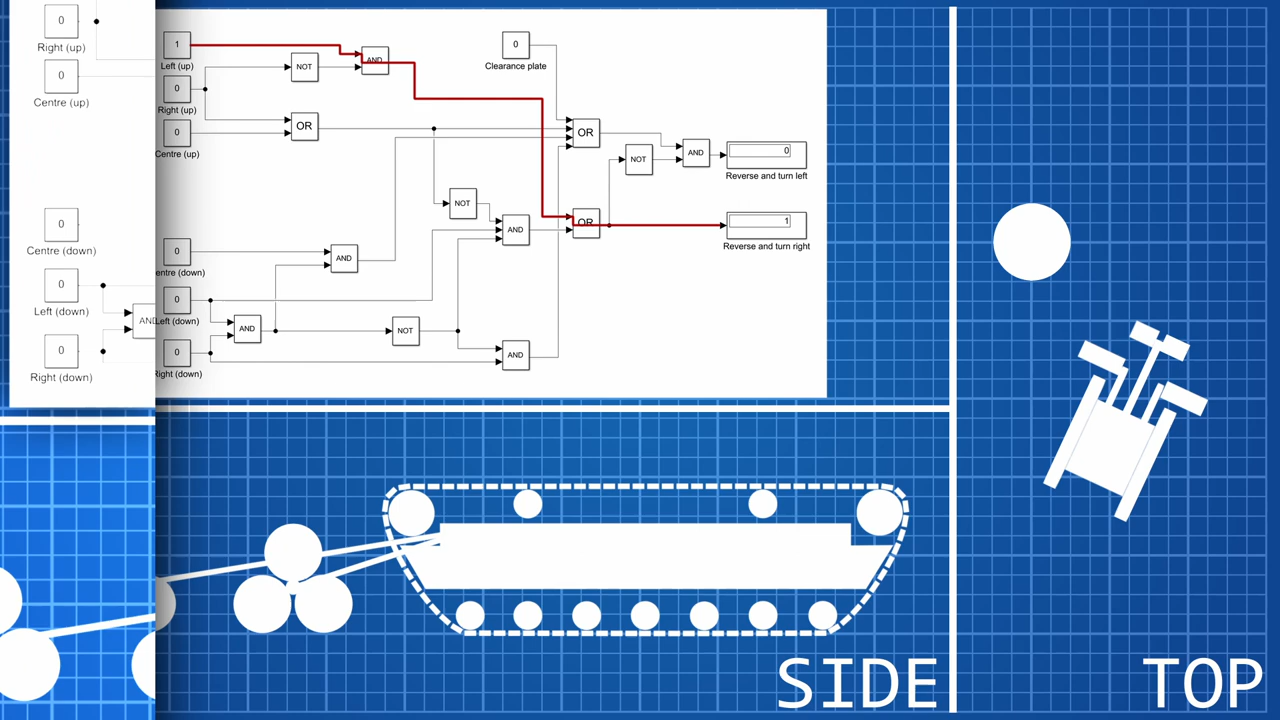 0
Right (up)
0
Centre (up)
0
Centre (down)
0
Left (down)
AND
0
Right (down)
1
Left (up)
0
Right (up)
0
Centre (up)
NOT
AND
OR
0
Clearance plate
OR
NOT
AND
0
Reverse and turn left
NOT
AND
OR
1
Reverse and turn right
0
entre (down)
AND
0
Left (down)
AND
NOT
0
Right (down)
AND
SIDE
TOP